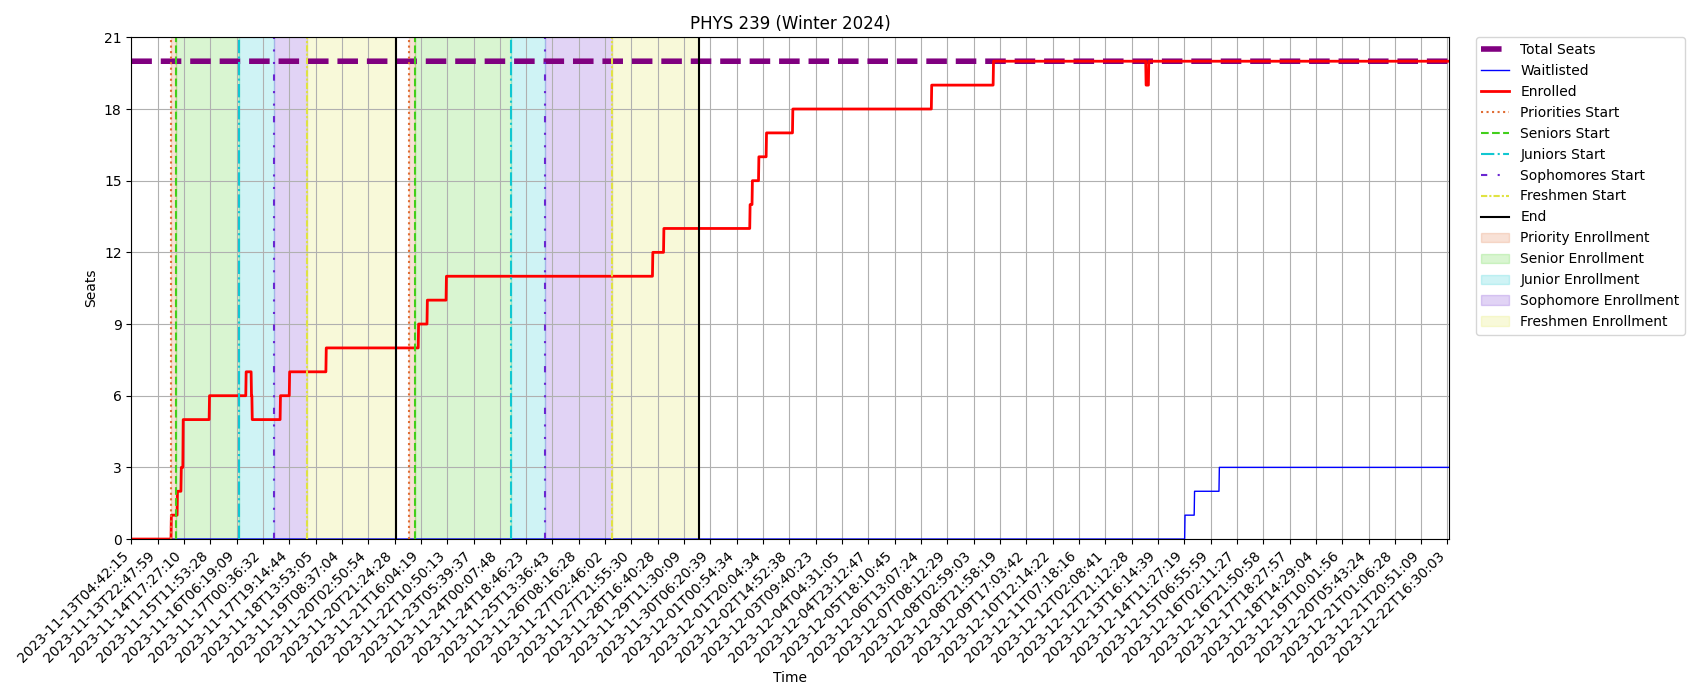 PHYS 239 (Winter 2024)
Seats
21
18
15
12
9
6
3
0
2023-11-13T04:42:15
2023-11-13T22:47:59
2023-11-14T17:27:10
2023-11-15T11:53:28
2023-11-16T06:19:09
2023-11-17T00:36:32
2023-11-17T19:14:44
2023-11-18T13:53:05
2023-11-19T08:37:04
2023-11-20T02:50:54
2023-11-20T21:24:28
2023-11-21T16:04:19
2023-11-22T10:50:13
2023-11-23T05:39:37
2023-11-24T00:07:48
2023-11-24T18:46:23
2023-11-25T13:36:43
2023-11-26T08:16:28
2023-11-27T02:46:02
2023-11-27T21:55:30
2023-11-28T16:40:28
2023-11-29T11:30:09
2023-11-30T06:20:39
2023-12-01T00:54:34
2023-12-01T20:04:34
2023-12-02T14:52:38
2023-12-03T09:40:23
2023-12-04T04:31:05
2023-12-04T23:12:47
2023-12-05T18:10:45
2023-12-06T13:07:24
2023-12-07T08:12:29
2023-12-08T02:59:03
2023-12-08T21:58:19
2023-12-09T17:03:42
2023-12-10T12:14:22
2023-12-11T07:18:16
2023-12-12T02:08:41
2023-12-12T21:12:28
2023-12-13T16:14:39
2023-12-14T11:27:19
2023-12-15T06:55:59
2023-12-16T02:11:27
2023-12-16T21:50:58
2023-12-17T18:27:57
2023-12-18T14:29:04
2023-12-19T10:01:56
2023-12-20T05:43:24
2023-12-21T01:06:28
2023-12-21T20:51:09
2023-12-22T16:30:03
Time
Total Seats
Waitlisted
Enrolled
Priorities Start
Seniors Start
Juniors Start
Sophomores Start
Freshmen Start
End
Priority Enrollment
Senior Enrollment
Junior Enrollment
Sophomore Enrollment
Freshmen Enrollment